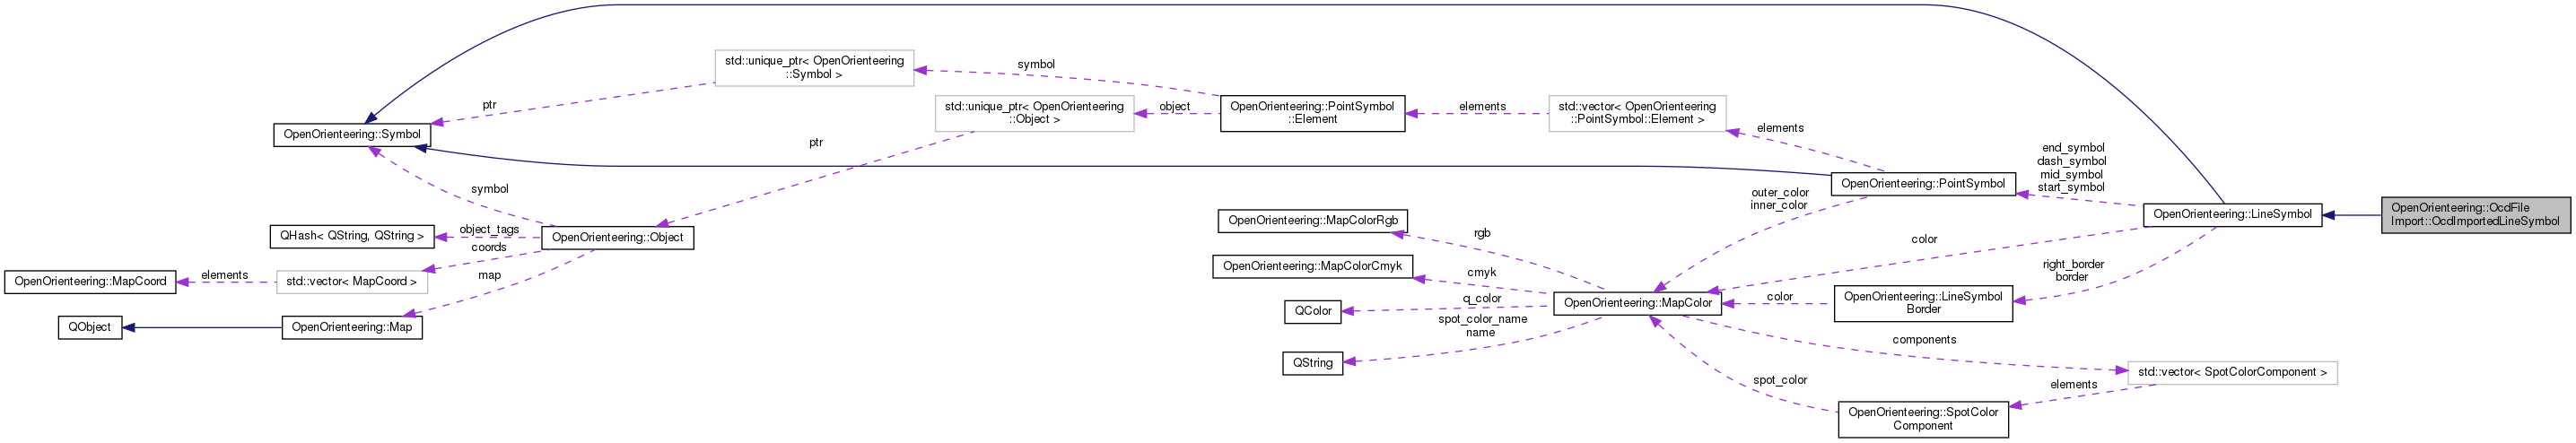 std::unique_ptr< OpenOrienteering
::Symbol >
symbol
ptr
std::unique_ptr< OpenOrienteering
::Object >
object
OpenOrienteering::PointSymbol
::Element
elements
std::vector< OpenOrienteering
::PointSymbol::Element >
elements
OpenOrienteering::Symbol
ptr
end_symbol
dash_symbol
mid_symbol
start_symbol
OpenOrienteering::PointSymbol
symbol
outer_color
inner_color
OpenOrienteering::LineSymbol
OpenOrienteering::OcdFile
Import::OcdImportedLineSymbol
OpenOrienteering::MapColorRgb
rgb
QHash< QString, QString >
object_tags
OpenOrienteering::Object
coords
color
OpenOrienteering::MapColorCmyk
cmyk
right_border
border
OpenOrienteering::MapCoord
elements
std::vector< MapCoord >
map
q_color
QColor
OpenOrienteering::MapColor
color
OpenOrienteering::LineSymbol
Border
QObject
OpenOrienteering::Map
spot_color_name
name
QString
components
std::vector< SpotColorComponent >
spot_color
elements
OpenOrienteering::SpotColor
Component